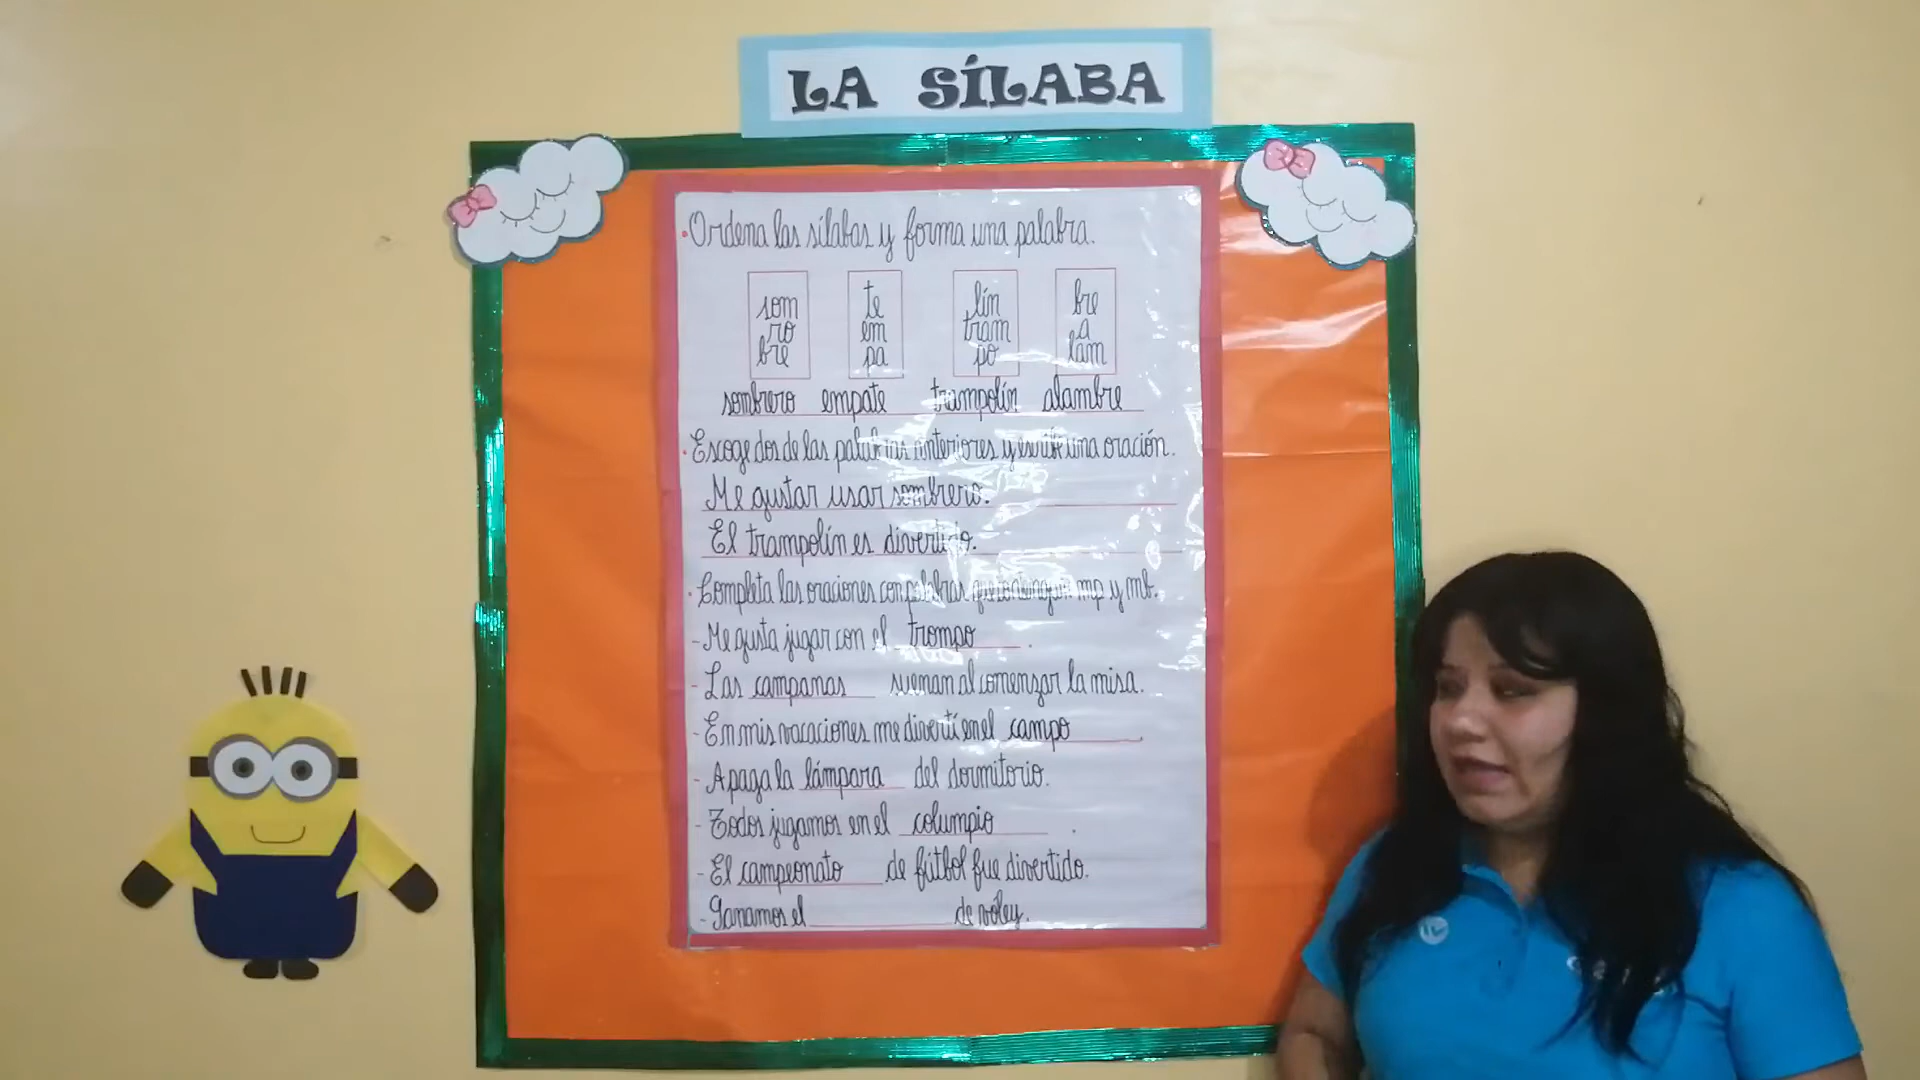 LA SÍLABA
Ordena las sílabas y forma una palabra.
som te lín bre
ro em tram a
bre pa po lam
sombrero empate trampolín alambre
Escoge dos de las palabras anteriores y escribe una oración.
Me gustar usar sombrero.
El trampolín es divertido.
Completa las oraciones con palabras que contengan mp y mb.
- Me gusta jugar con el trompo .
- Las campanas suenan al comenzar la misa.
- En mis vacaciones me divertí en el campo .
- Apaga la lámpara del dormitorio.
- Todos jugamos en el columpio .
- El campeonato de fútbol fue divertido.
- Ganamos el ____________ de vóley.